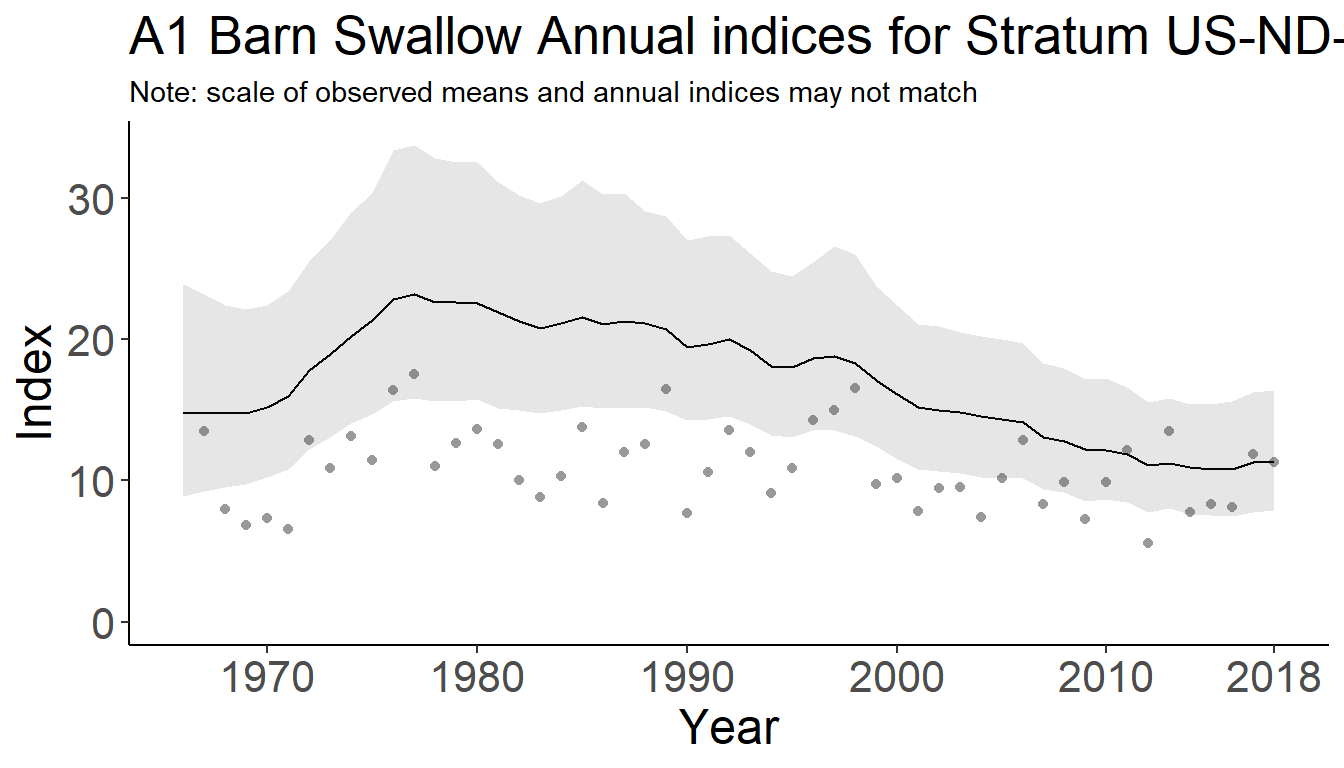 A1 Barn Swallow Annual indices for Stratum US-ND-
Note: scale of observed means and annual indices may not match
30
20
10
0
Index
1970 1980 1990 2000 2010 2018
Year